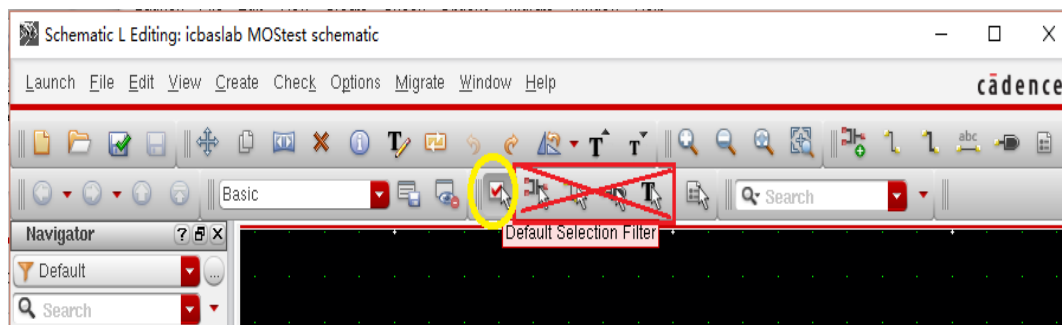 Schematic L Editing: icbaslab MOStest schematic
Launch File Edit View Create Check Options Migrate Window Help
cādence
abc
Basic
Search
Default Selection Filter
Navigator
Default
Search